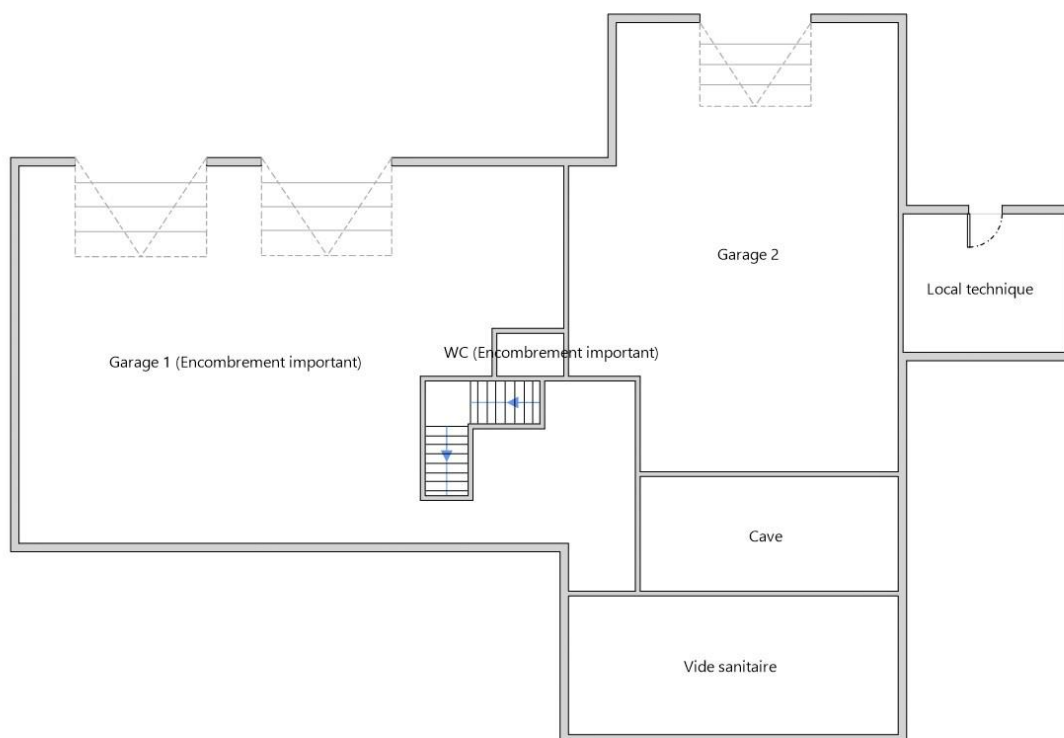 Garage 2
Local technique
WC (Encombrement important)
Garage 1 (Encombrement important)
Cave
Vide sanitaire